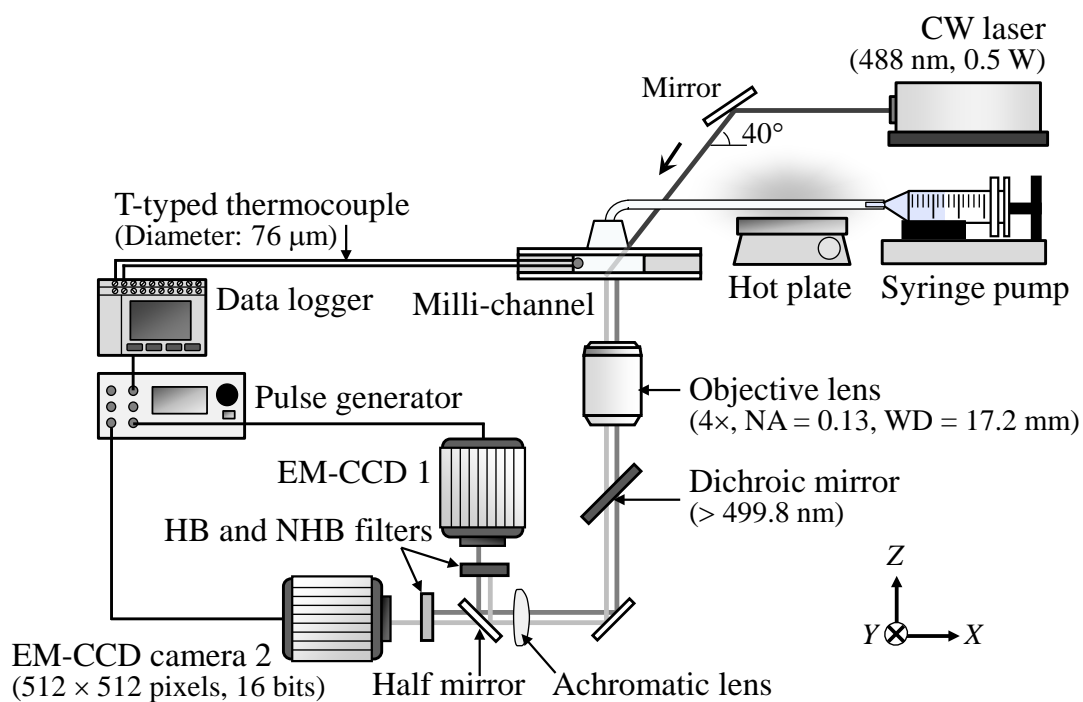 CW laser
(488 nm, 0.5 W)
Mirror
40°
T-typed thermocouple
(Diameter: 76 μm)
Data logger
Milli-channel
Hot plate
Syringe pump
Pulse generator
Objective lens
(4×, NA = 0.13, WD = 17.2 mm)
EM-CCD 1
Dichroic mirror
(> 499.8 nm)
HB and NHB filters
Z
Y
X
EM-CCD camera 2
(512 × 512 pixels, 16 bits)
Half mirror
Achromatic lens